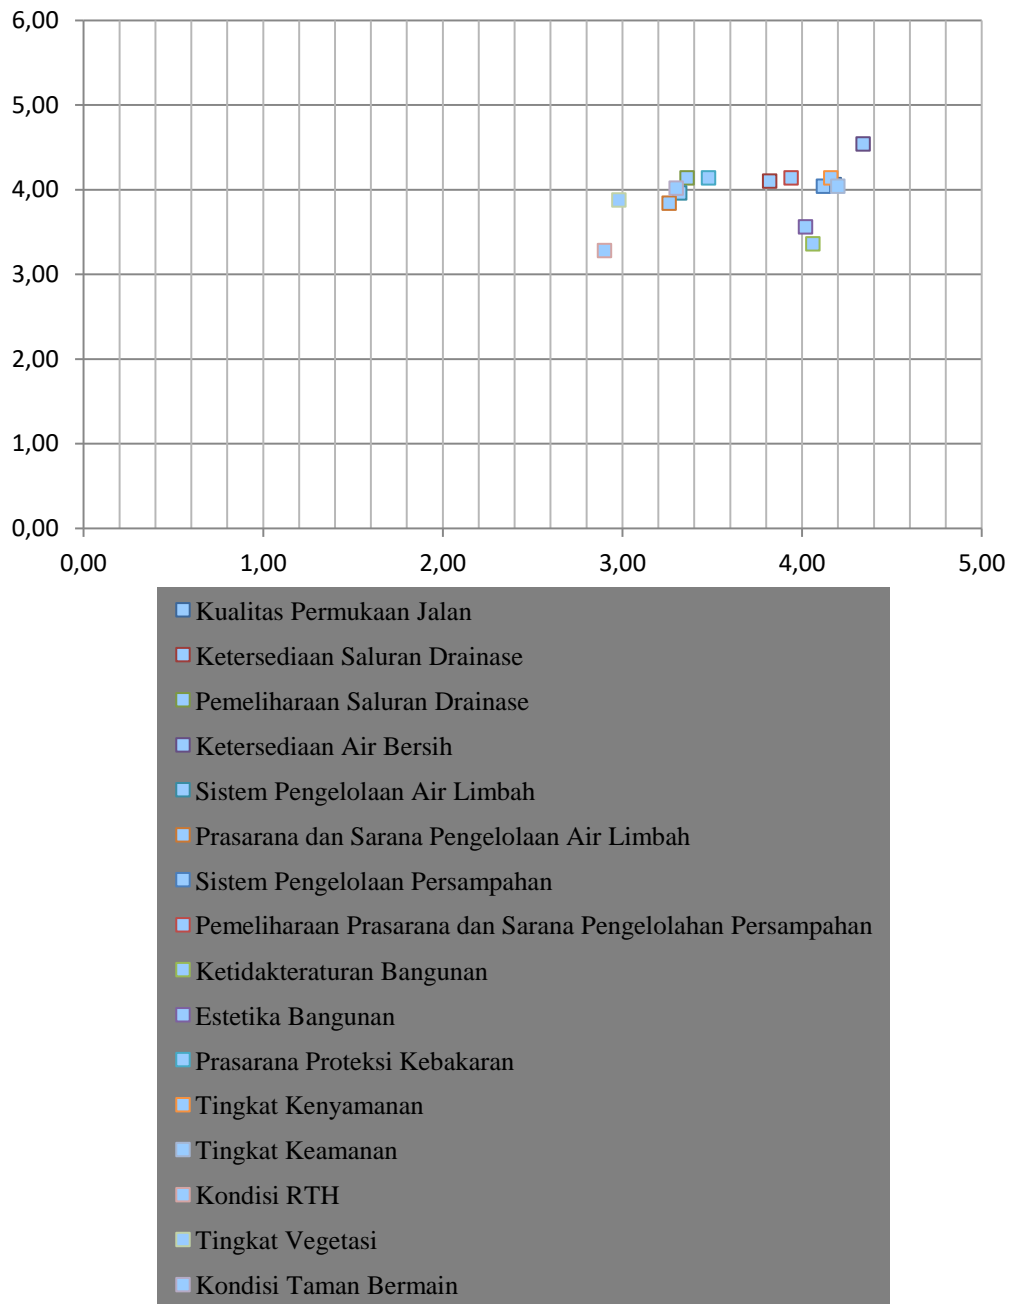 6,00
5,00
4,00
3,00
2,00
1,00
0,00
0,00 1,00 2,00 3,00 4,00 5,00
Kualitas Permukaan Jalan
Ketersediaan Saluran Drainase
Pemeliharaan Saluran Drainase
Ketersediaan Air Bersih
Sistem Pengelolaan Air Limbah
Prasarana dan Sarana Pengelolaan Air Limbah
Sistem Pengelolaan Persampahan
Pemeliharaan Prasarana dan Sarana Pengelolahan Persampahan
Ketidakteraturan Bangunan
Estetika Bangunan
Prasarana Proteksi Kebakaran
Tingkat Kenyamanan
Tingkat Keamanan
Kondisi RTH
Tingkat Vegetasi
Kondisi Taman Bermain